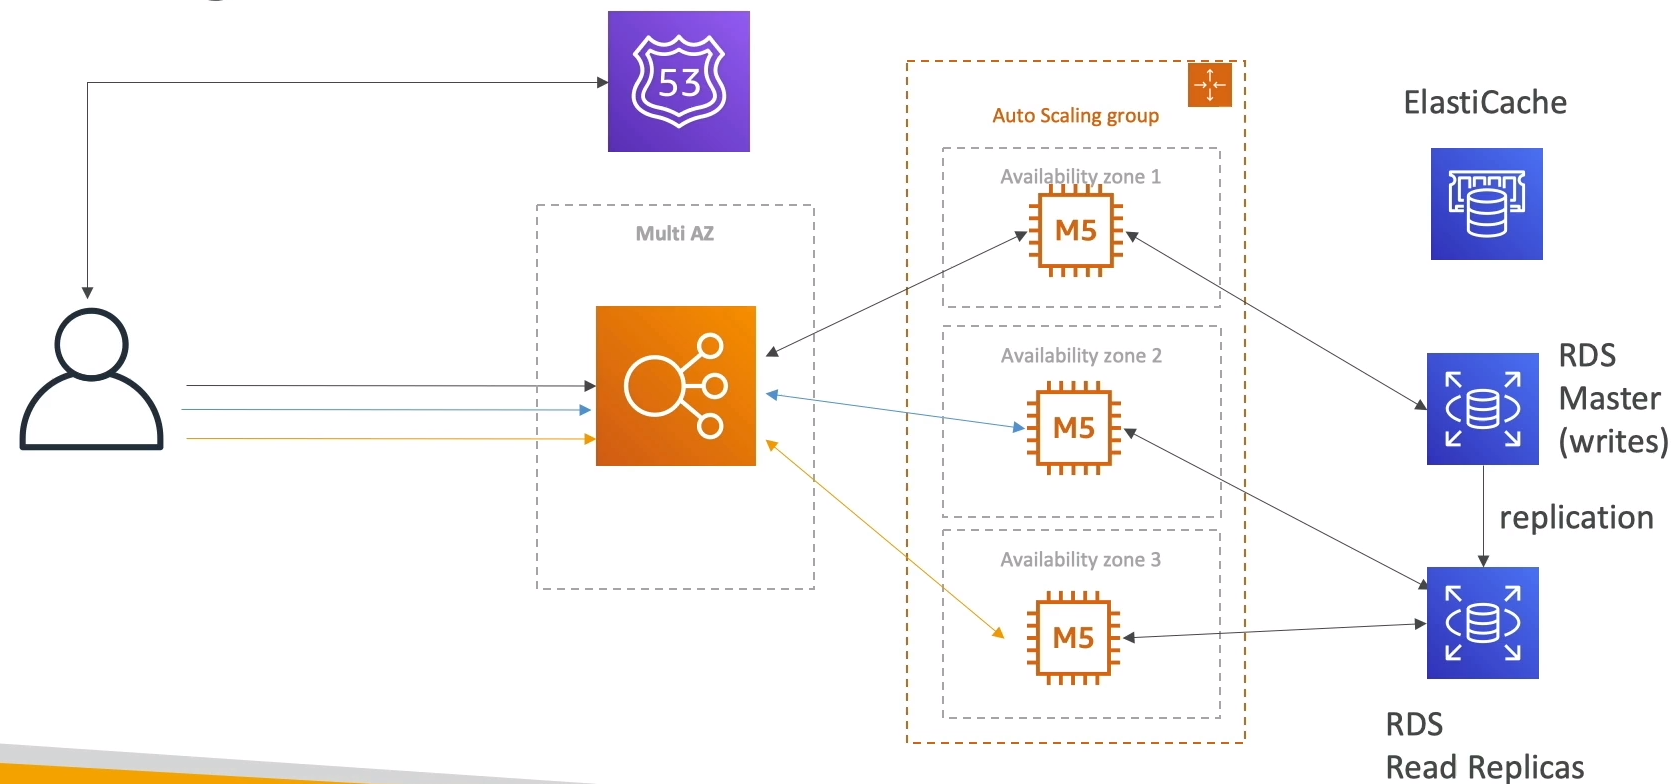 53
Auto Scaling group
ElastiCache
Availability zone 1
M5
Multi AZ
Availability zone 2
M5
RDS
Master
(writes)
replication
Availability zone 3
M5
RDS
Read Replicas